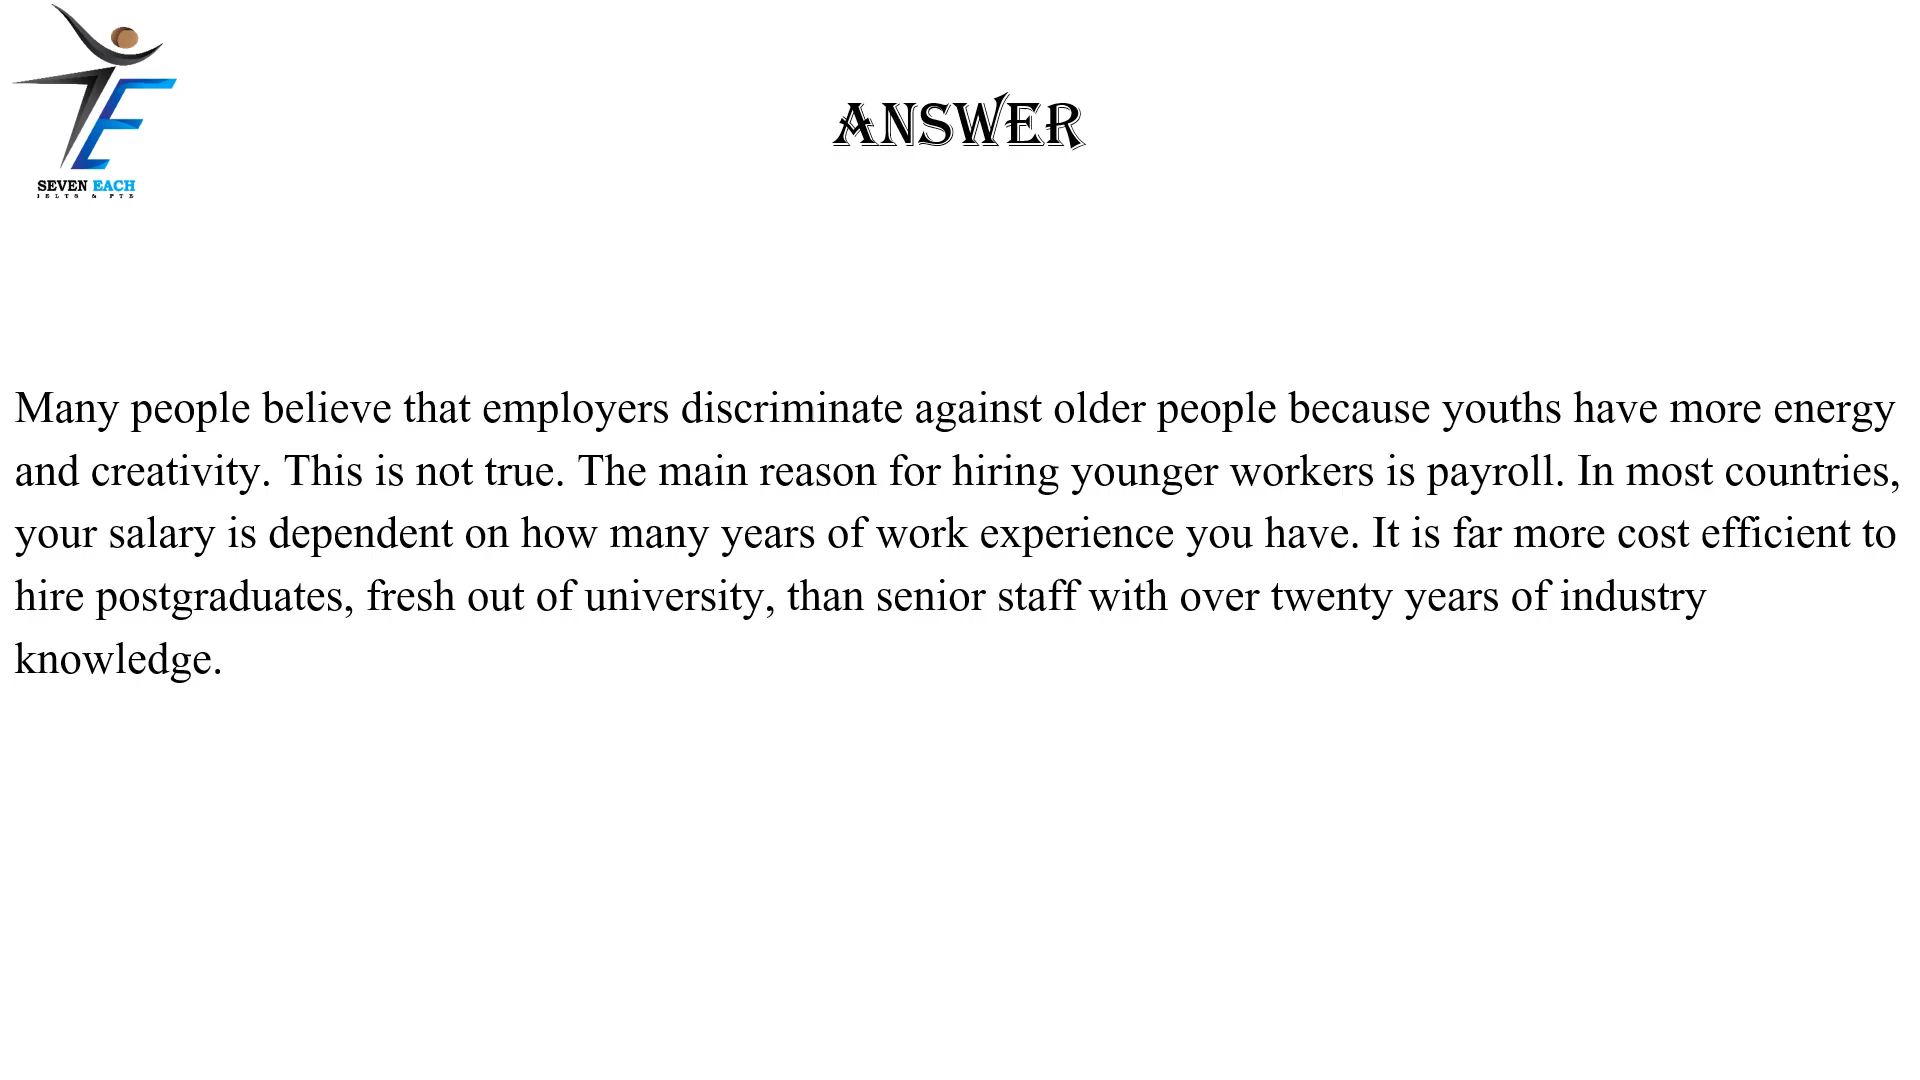 SEVEN EACH
IELTS & PTE
ANSWER
Many people believe that employers discriminate against older people because youths have more energy
and creativity. This is not true. The main reason for hiring younger workers is payroll. In most countries,
your salary is dependent on how many years of work experience you have. It is far more cost efficient to
hire postgraduates, fresh out of university, than senior staff with over twenty years of industry
knowledge.